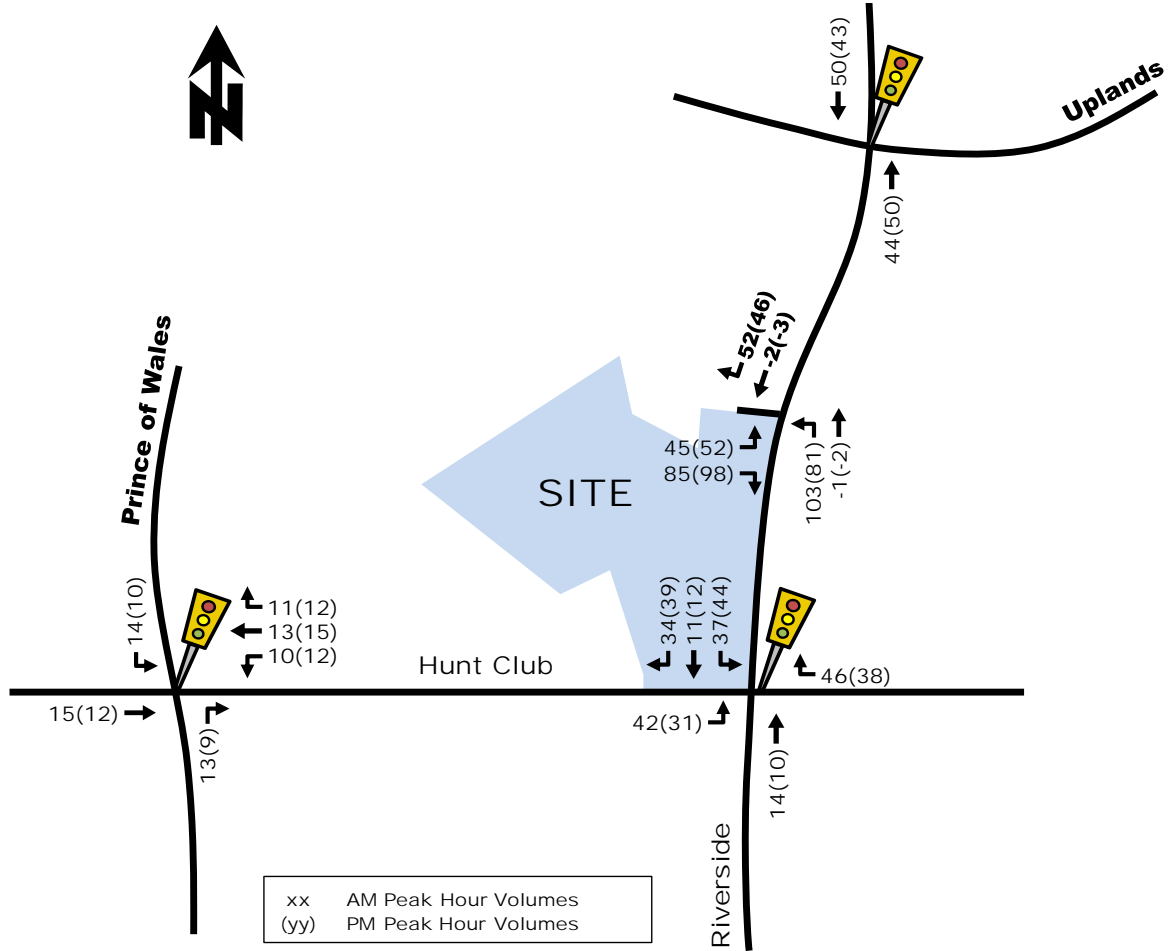 N
50(43)
Uplands
44(50)
52(46)
-2(-3)
Prince of Wales
45(52)
85(98)
103(81)
-1(-2)
SITE
14(10)
11(12)
13(15)
10(12)
34(39)
11(12)
37(44)
Hunt Club
46(38)
15(12)
13(9)
42(31)
14(10)
Riverside
xx AM Peak Hour Volumes
(yy) PM Peak Hour Volumes